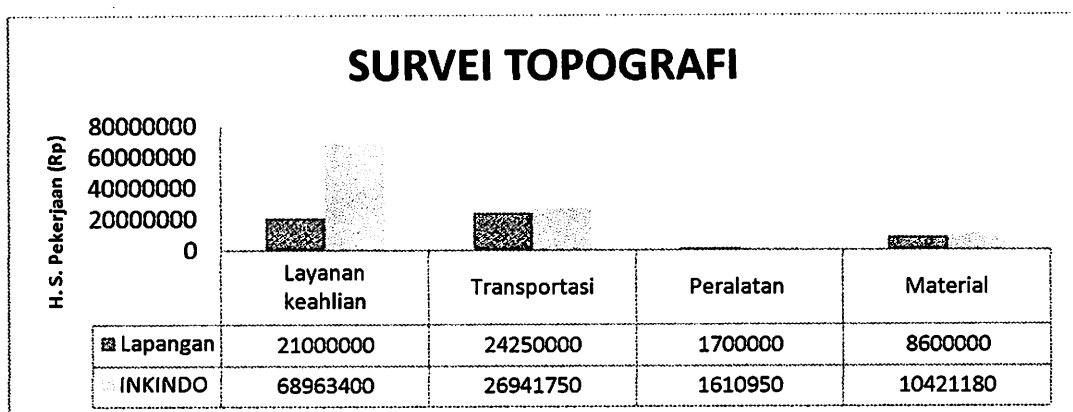 SURVEI TOPOGRAFI
H. S. Pekerjaan (Rp)
80000000
60000000
40000000
20000000
0
Layanan keahlian Transportasi Peralatan Material
Lapangan 21000000 24250000 1700000 8600000
INKINDO 68963400 26941750 1610950 10421180